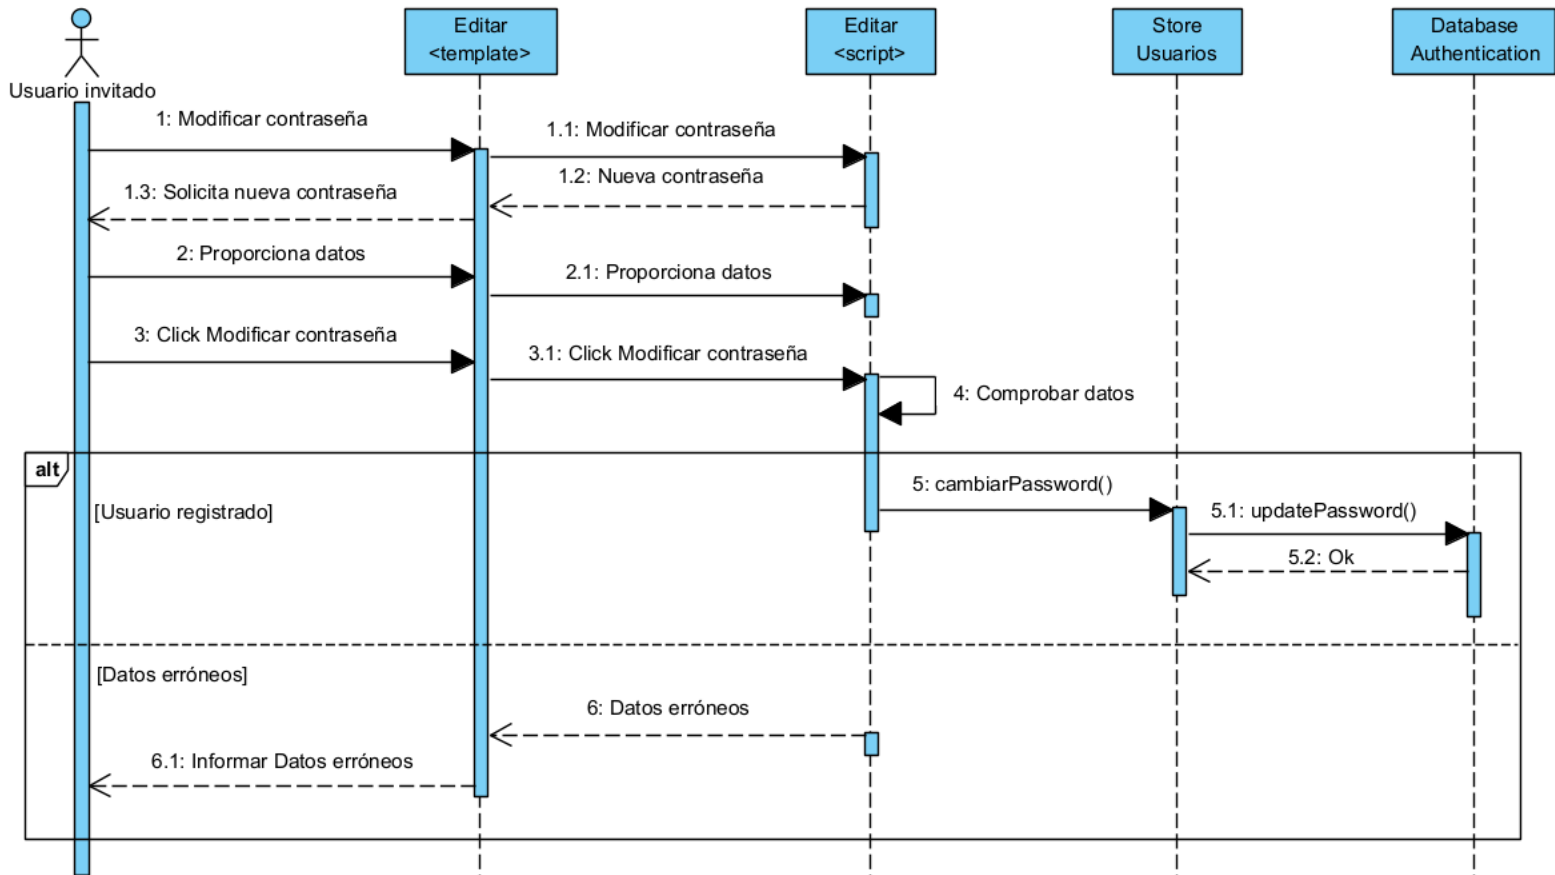 Usuario invitado
Editar
<template>
Editar
<script>
Store
Usuarios
Database
Authentication
1: Modificar contraseña
1.1: Modificar contraseña
1.2: Nueva contraseña
1.3: Solicita nueva contraseña
2: Proporciona datos
2.1: Proporciona datos
3: Click Modificar contraseña
3.1: Click Modificar contraseña
4: Comprobar datos
alt
[Usuario registrado]
5: cambiarPassword()
5.1: updatePassword()
5.2: Ok
[Datos erróneos]
6: Datos erróneos
6.1: Informar Datos erróneos